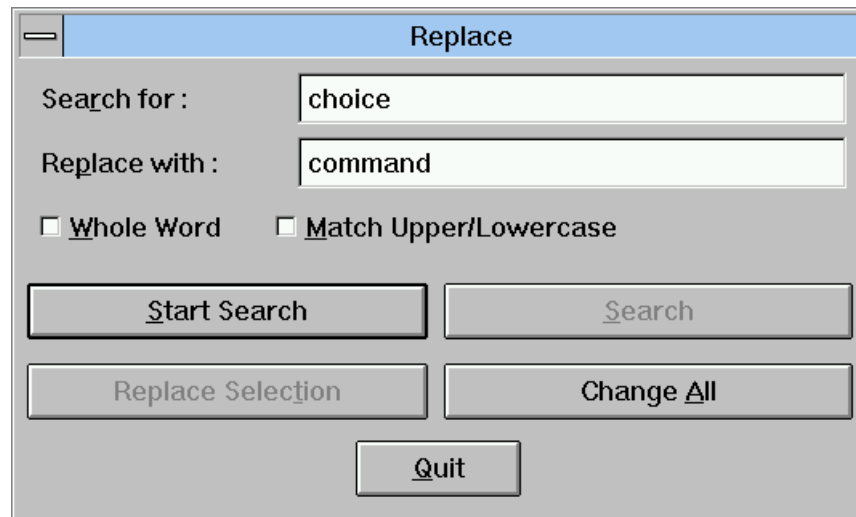 Replace
Search for : choice
Replace with : command
Whole Word Match Upper/Lowercase
Start Search Search
Replace Selection Change All
Quit